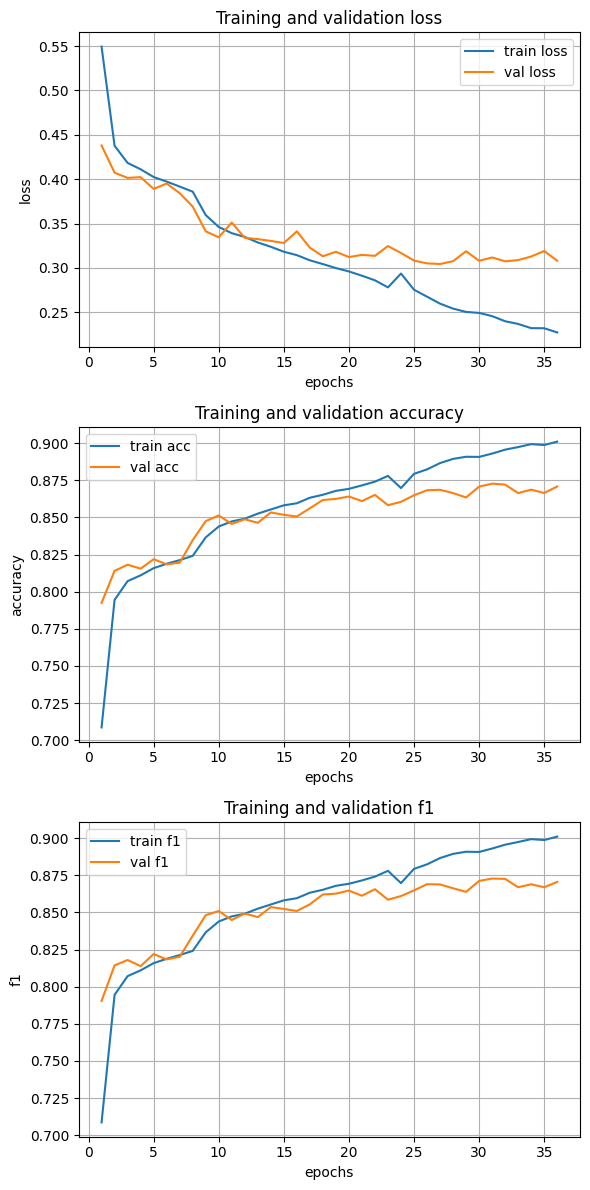 Training and validation loss
train loss
val loss
0.55
0.50
0.45
0.40
0.35
0.30
0.25
loss
0 5 10 15 20 25 30 35
epochs
Training and validation accuracy
train acc
val acc
0.900
0.875
0.850
0.825
0.800
0.775
0.750
0.725
0.700
accuracy
0 5 10 15 20 25 30 35
epochs
Training and validation f1
train f1
val f1
0.900
0.875
0.850
0.825
0.800
0.775
0.750
0.725
0.700
f1
0 5 10 15 20 25 30 35
epochs